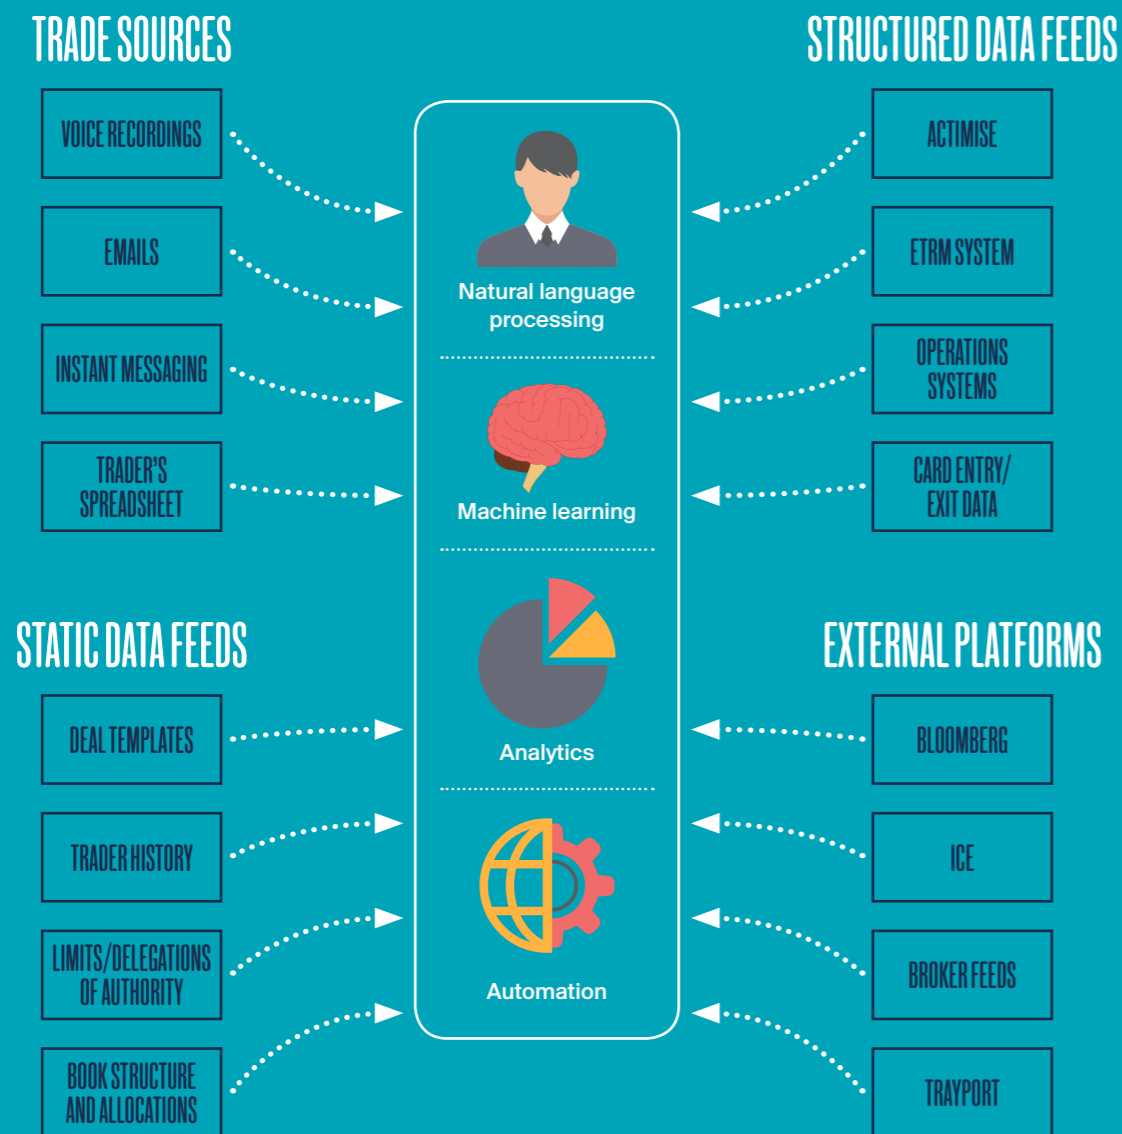 TRADE SOURCES
VOICE RECORDINGS
EMAILS
INSTANT MESSAGING
TRADER'S
SPREADSHEET
STATIC DATA FEEDS
DEAL TEMPLATES
TRADER HISTORY
LIMITS/DELEGATIONS
OF AUTHORITY
BOOK STRUCTURE
AND ALLOCATIONS
Natural language
processing
Machine learning
Analytics
Automation
STRUCTURED DATA FEEDS
ACTIMISE
ETRM SYSTEM
OPERATIONS
SYSTEMS
CARD ENTRY/
EXIT DATA
EXTERNAL PLATFORMS
BLOOMBERG
ICE
BROKER FEEDS
TRAYPORT